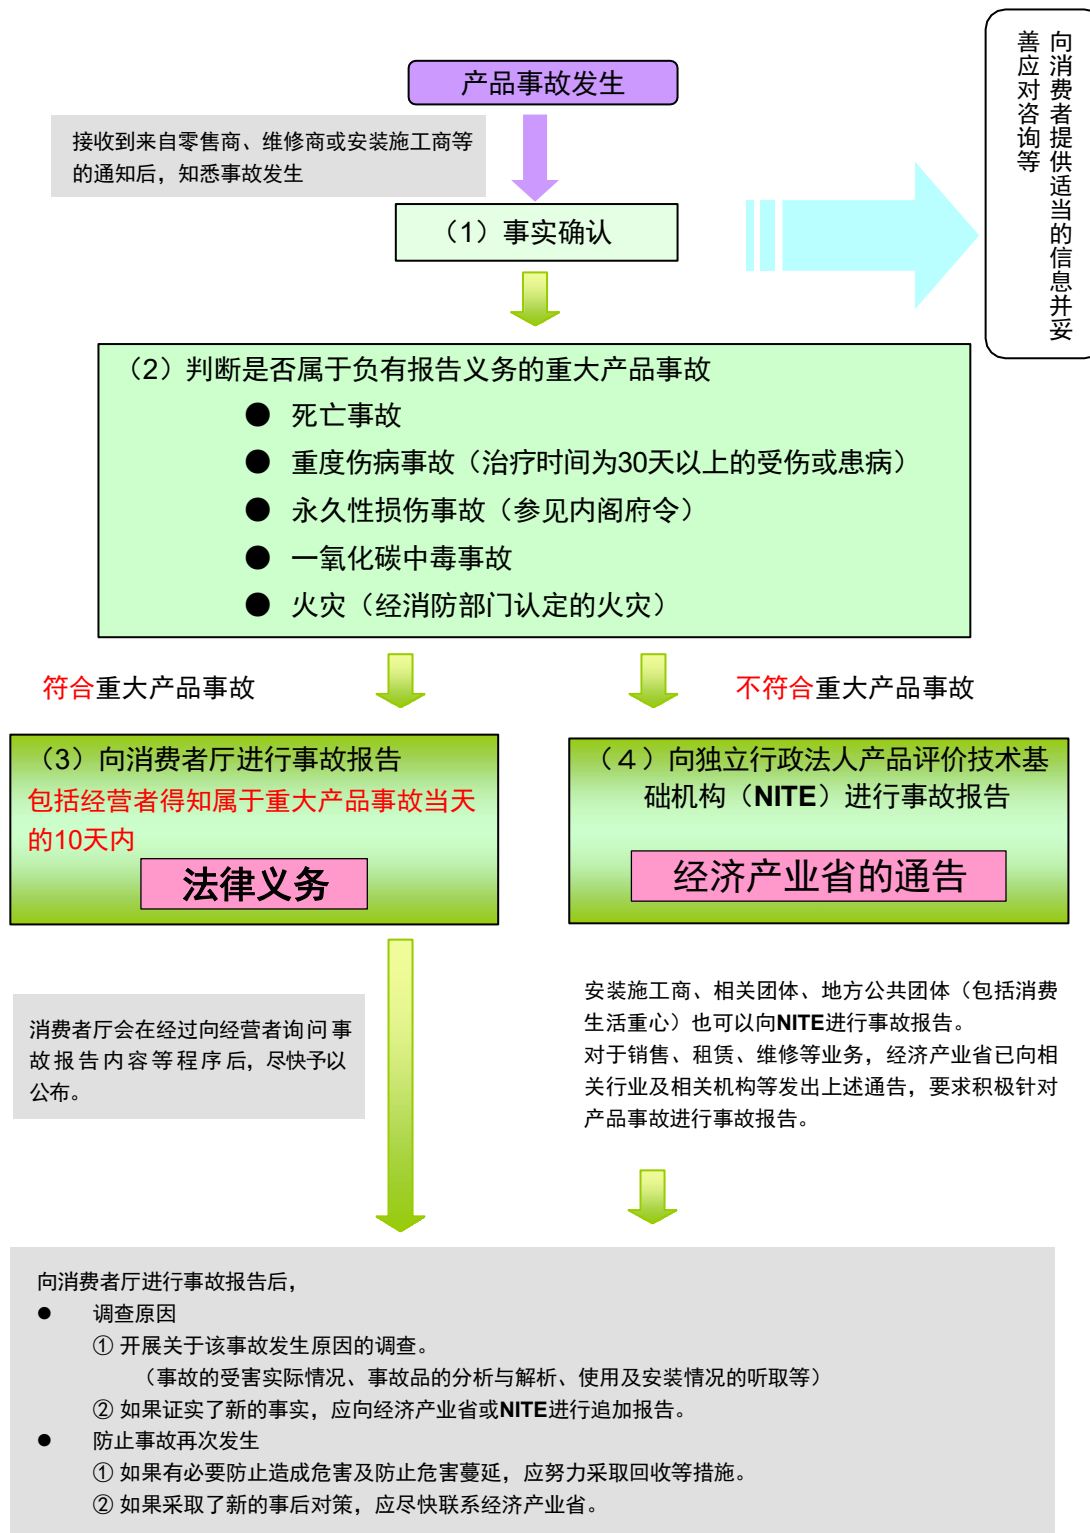 产品事故发生
接收到来自零售商、维修商或安装施工商等
的通知后，知悉事故发生
（1）事实确认
向消费者提供适当的信息并妥
善应对咨询等
（2）判断是否属于负有报告义务的重大产品事故
● 死亡事故
● 重度伤病事故（治疗时间为30天以上的受伤或患病）
● 永久性损伤事故（参见内阁府令）
● 一氧化碳中毒事故
● 火灾（经消防部门认定的火灾）
符合重大产品事故
不符合重大产品事故
（3）向消费者厅进行事故报告
包括经营者得知属于重大产品事故当天
的10天内
法律义务
（４）向独立行政法人产品评价技术基
础机构（NITE）进行事故报告
经济产业省的通告
消费者厅会在经过向经营者询问事
故报告内容等程序后，尽快予以
公布。
安装施工商、相关团体、地方公共团体（包括消费
生活重心）也可以向NITE进行事故报告。
对于销售、租赁、维修等业务，经济产业省已向相
关行业及相关机构等发出上述通告，要求积极针对
产品事故进行事故报告。
向消费者厅进行事故报告后，
● 调查原因
① 开展关于该事故发生原因的调查。
（事故的受害实际情况、事故品的分析与解析、使用及安装情况的听取等）
② 如果证实了新的事实，应向经济产业省或NITE进行追加报告。
● 防止事故再次发生
① 如果有必要防止造成危害及防止危害蔓延，应努力采取回收等措施。
② 如果采取了新的事后对策，应尽快联系经济产业省。